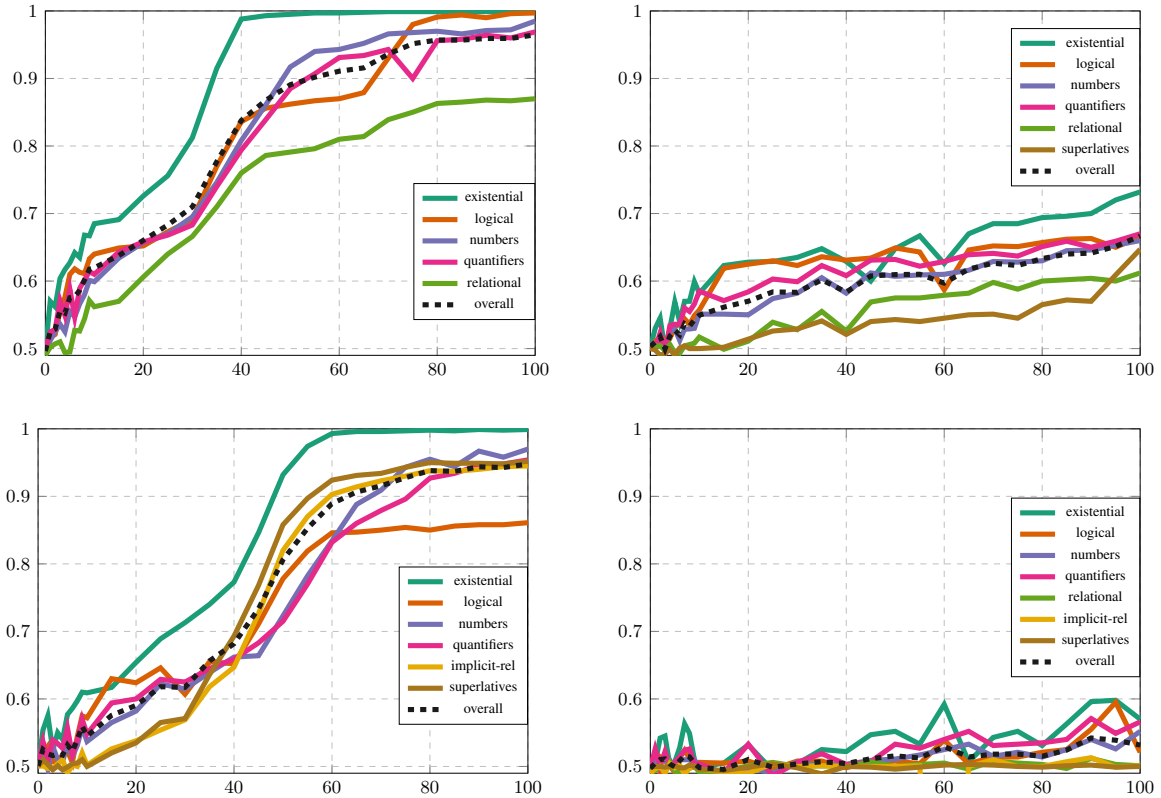 1
0.9
0.8
0.7
0.6
0.5
0
20
40
60
80
100
existential
logical
numbers
quantifiers
relational
overall
1
0.9
0.8
0.7
0.6
0.5
0
20
40
60
80
100
existential
logical
numbers
quantifiers
relational
superlatives
overall
1
0.9
0.8
0.7
0.6
0.5
0
20
40
60
80
100
existential
logical
numbers
quantifiers
implicit-rel
superlatives
overall
1
0.9
0.8
0.7
0.6
0.5
0
20
40
60
80
100
existential
logical
numbers
quantifiers
relational
implicit-rel
superlatives
overall